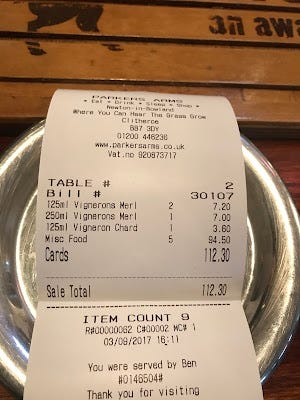 an awa
PARKERS ARMS
• Eat • Drink • Sleep • Shop •
Newton-in-Bowland
Where You Can Hear The Grass Grow
Clitheroe
BB7 3DY
01200 446236
www.parkersarms.co.uk
Vat.no 920873717
TABLE # 2
Bill # 30107
125ml Vignerons Merl 2 7.20
250ml Vignerons Merl 1 7.00
125ml Vigneron Chard 1 3.60
Misc Food 5 94.50
Cards 112.30
Sale Total 112.30
ITEM COUNT 9
R#00000062 C#00002 MC# 1
03/09/2017 16:11
You were served by Ben
#0146504#
Thank you for visiting